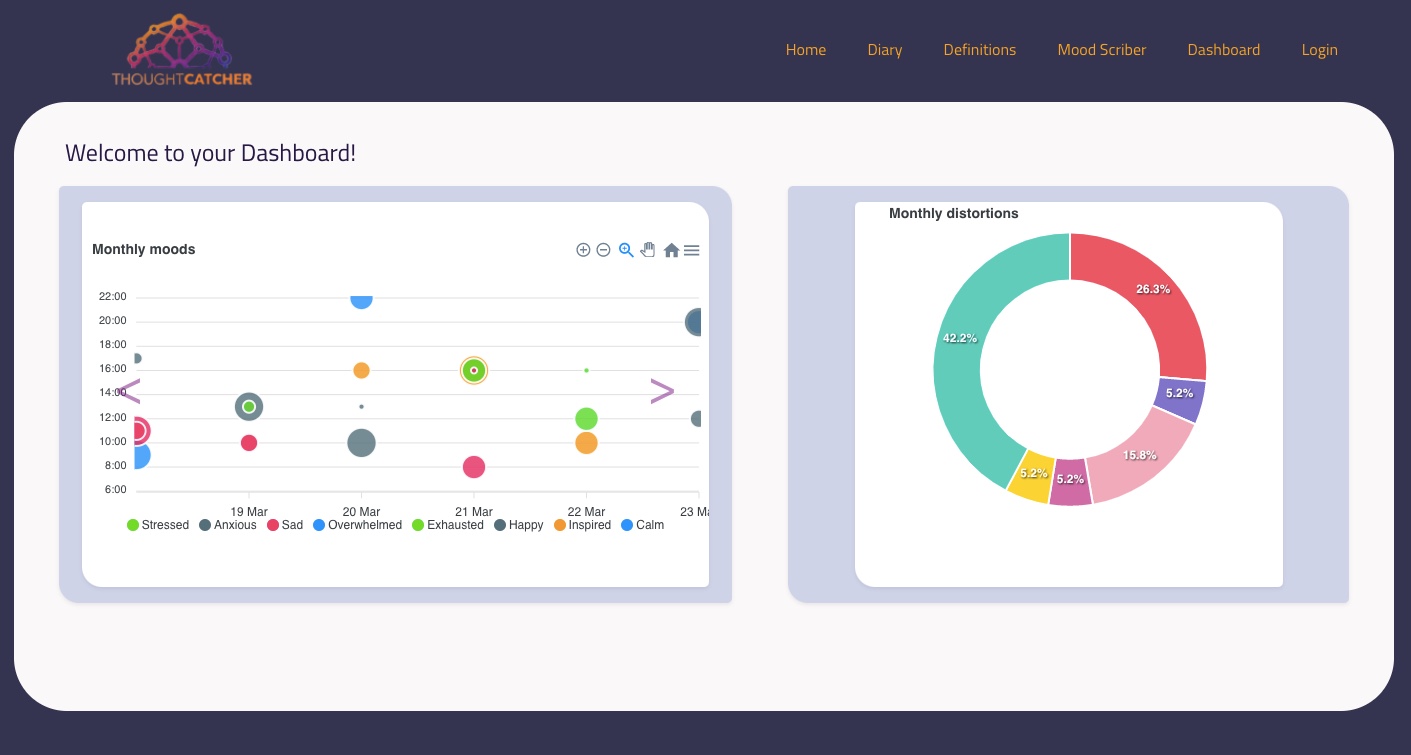 THOUGHTCATCHER
Home Diary Definitions Mood Scriber Dashboard Login
Welcome to your Dashboard!
Monthly moods
22:00
20:00
18:00
16:00
14:00
12:00
10:00
8:00
6:00
< >
19 Mar 20 Mar 21 Mar 22 Mar 23 Ma
Stressed Anxious Sad Overwhelmed Exhausted Happy Inspired Calm
Monthly distortions
26.3%
42.2%
5.2%
15.8%
5.2%
5.2%